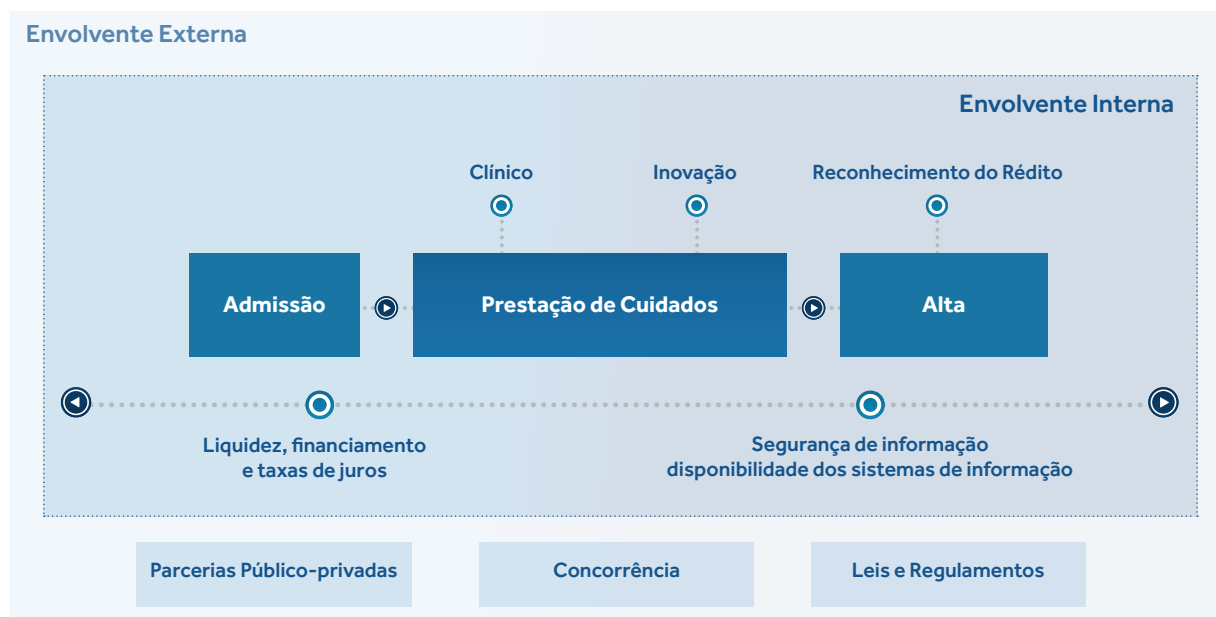 Envolvente Externa
Envolvente Interna
Clínico
Inovação
Reconhecimento do Rédito
Admissão
Prestação de Cuidados
Alta
Liquidez, financiamento
e taxas de juros
Segurança de informação
disponibilidade dos sistemas de informação
Parcerias Público-privadas
Concorrência
Leis e Regulamentos